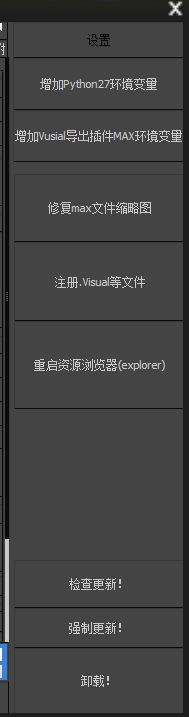 设置
增加Python27环境变量
增加Vusial导出插件MAX环境变量
修复max文件缩略图
注册.Visual等文件
重启资源浏览器(explorer)
检查更新!
强制更新!
卸载!